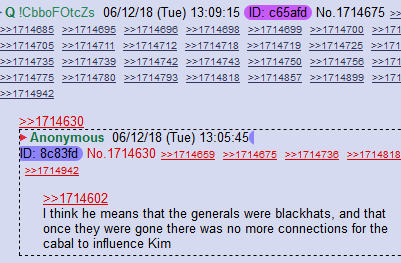 Q !CbboFOtcZs 06/12/18 (Tue) 13:09:15 ID: c65afd No.1714675 >>
>>1714685 >>1714695 >>1714696 >>1714698 >>1714699 >>1714700 >>
>>1714705 >>1714711 >>1714712 >>1714718 >>1714719 >>1714725 >>
>>1714735 >>1714739 >>1714742 >>1714743 >>1714750 >>1714756 >>
>>1714775 >>1714780 >>1714793 >>1714818 >>1714857 >>1714899 >>
>>1714942
>>1714630
Anonymous 06/12/18 (Tue) 13:05:45
ID: 8c83fd No.1714630 >>1714659 >>1714675 >>1714736 >>1714818
>>1714942
>>1714602
I think he means that the generals were blackhats, and that
once they were gone there was no more connections for the
cabal to influence Kim